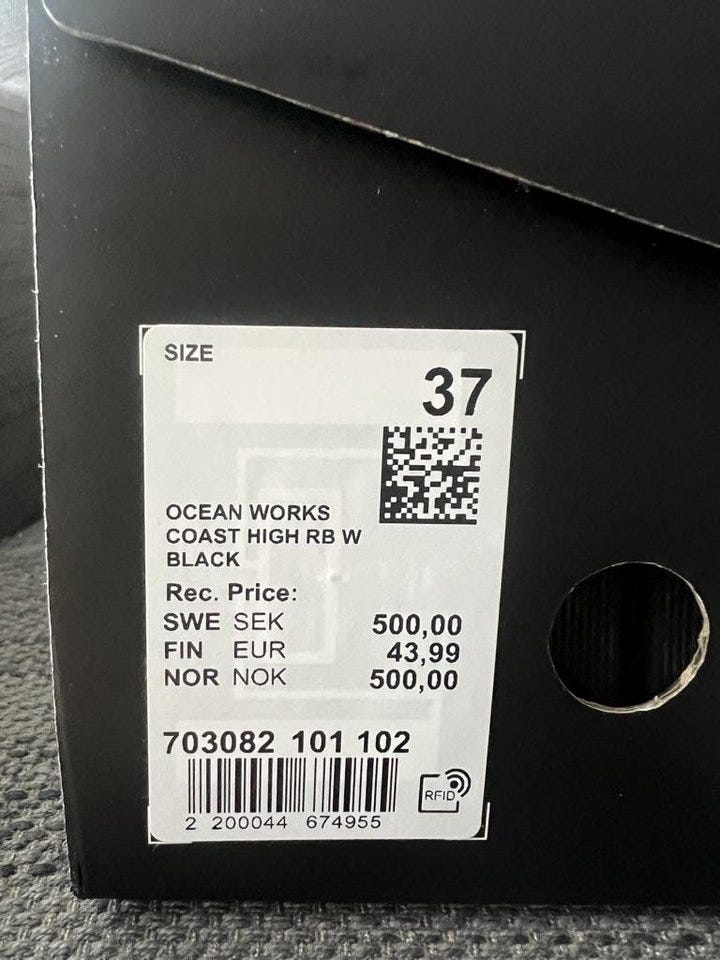 SIZE
37
OCEAN WORKS
COAST HIGH RB W
BLACK
Rec. Price:
SWE SEK 500,00
FIN EUR 43,99
NOR NOK 500,00
703082 101 102
2 200044 674955
RFID